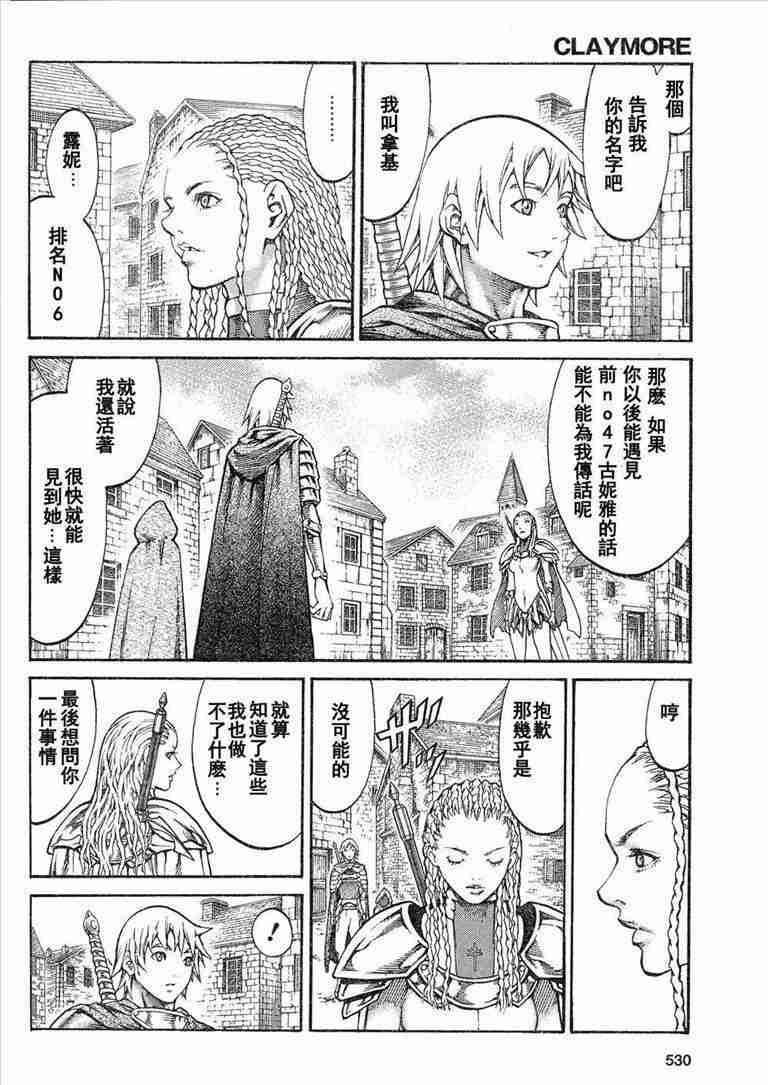 CLAYMORE
那個
告訴我
你的名字吧
我叫拿基
………
露妮…
排名NO6
那麼 如果
你以後能遇見
前no47古妮雅的話
能不能為我傳話呢
就說
我還活著
很快就能
見到她…這樣
哼
抱歉
那幾乎是
沒可能的
就算
知道了這些
我也做
不了什麼…
最後想問你
一件事情
！
530